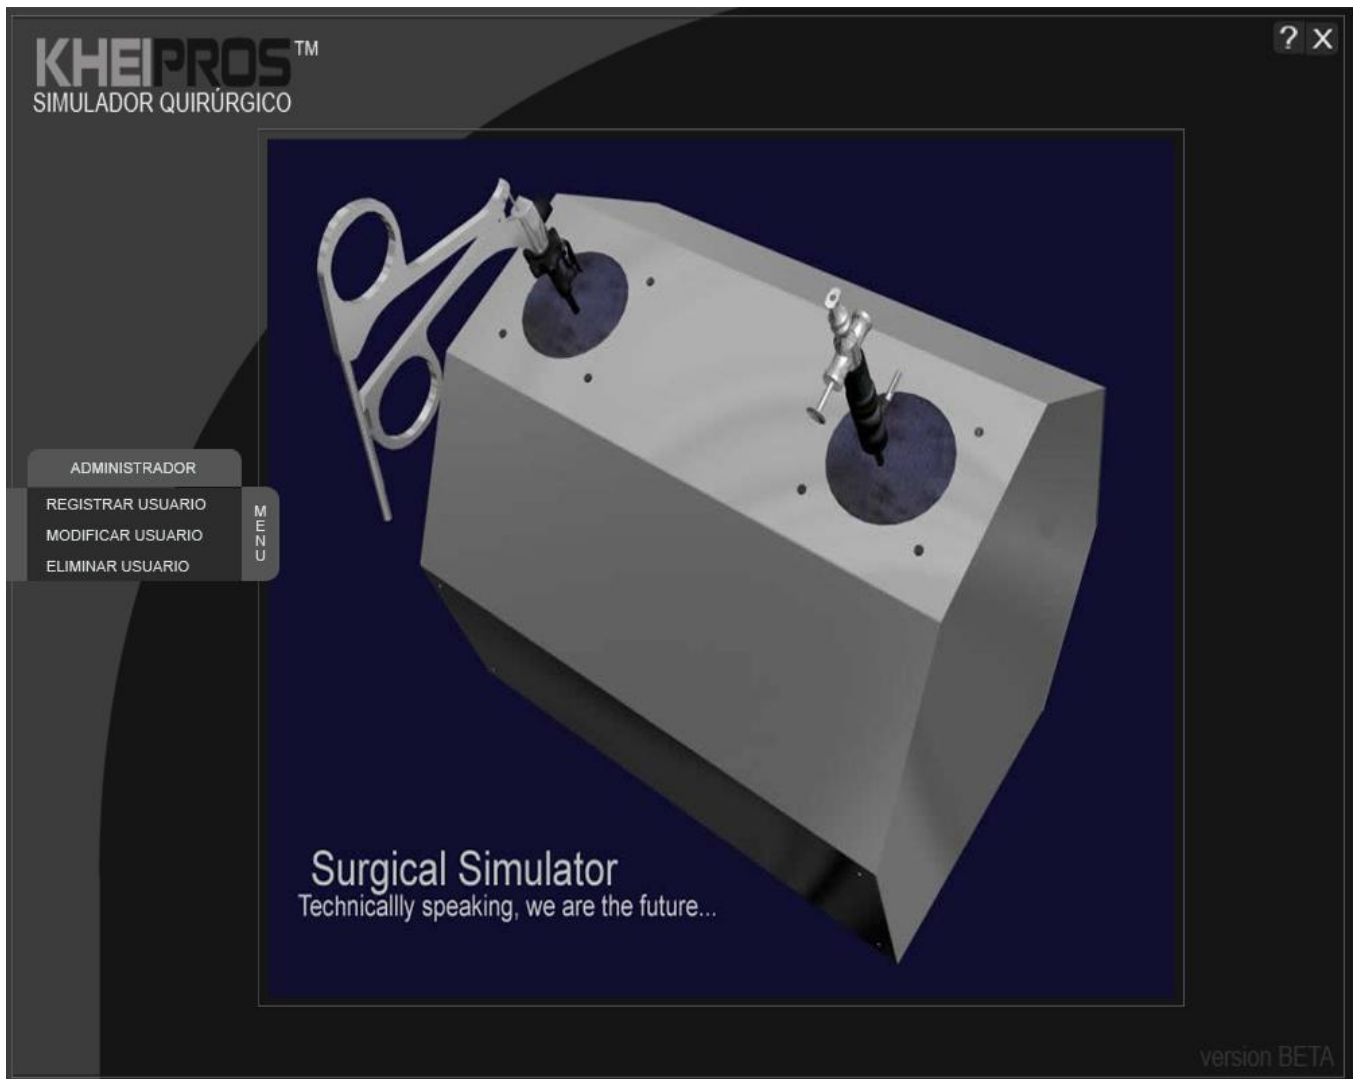 KHEIPROS™
SIMULADOR QUIRÚRGICO
? X
ADMINISTRADOR
REGISTRAR USUARIO
MODIFICAR USUARIO
ELIMINAR USUARIO
MENU
Surgical Simulator
Technicallly speaking, we are the future...
version BETA